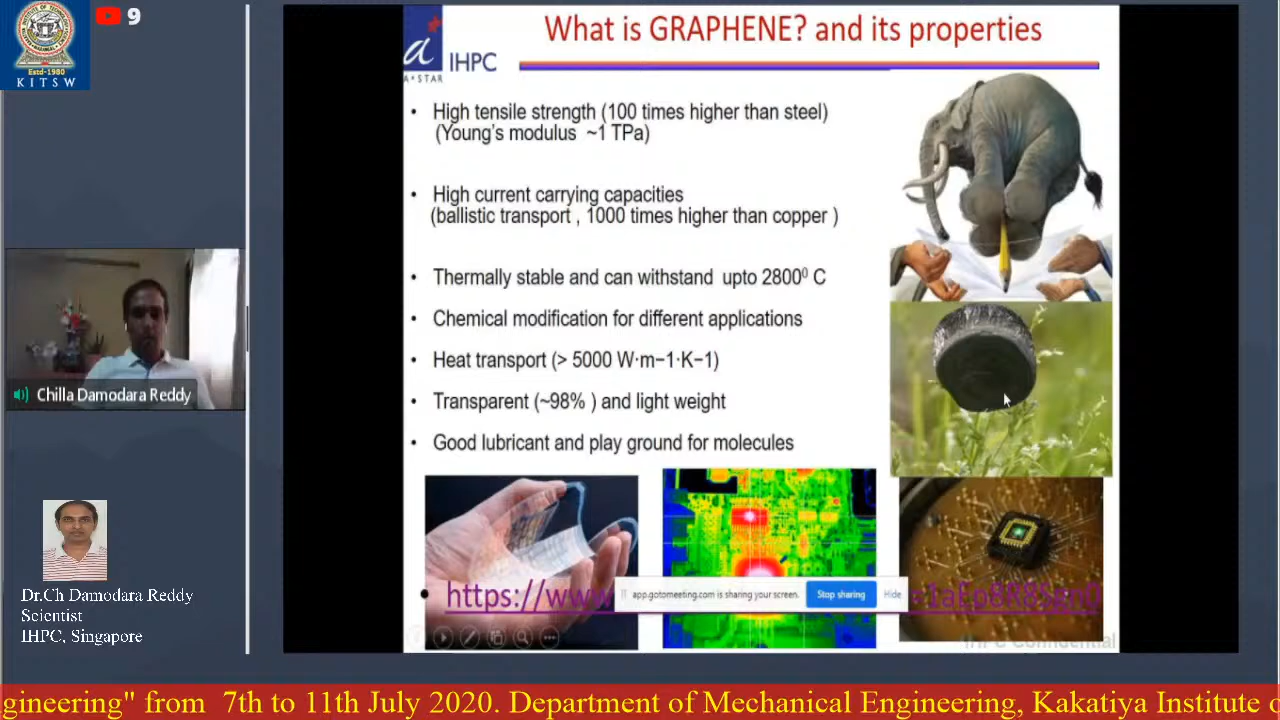 INSTITUTE OF TECHNOLOGY
Estd-1980
KITSW
9
What is GRAPHENE? and its properties
a
A★STAR
IHPC
• High tensile strength (100 times higher than steel)
(Young's modulus ~1 TPa)
• High current carrying capacities
(ballistic transport , 1000 times higher than copper )
• Thermally stable and can withstand upto 2800⁰ C
• Chemical modification for different applications
• Heat transport (> 5000 W·m−1·K−1)
• Transparent (~98% ) and light weight
• Good lubricant and play ground for molecules
• https://www
app.gotomeeting.com is sharing your screen.
Stop sharing
Hide
IHPC Confidential
Chilla Damodara Reddy
Dr.Ch Damodara Reddy
Scientist
IHPC, Singapore
gineering" from 7th to 11th July 2020. Department of Mechanical Engineering, Kakatiya Institute o